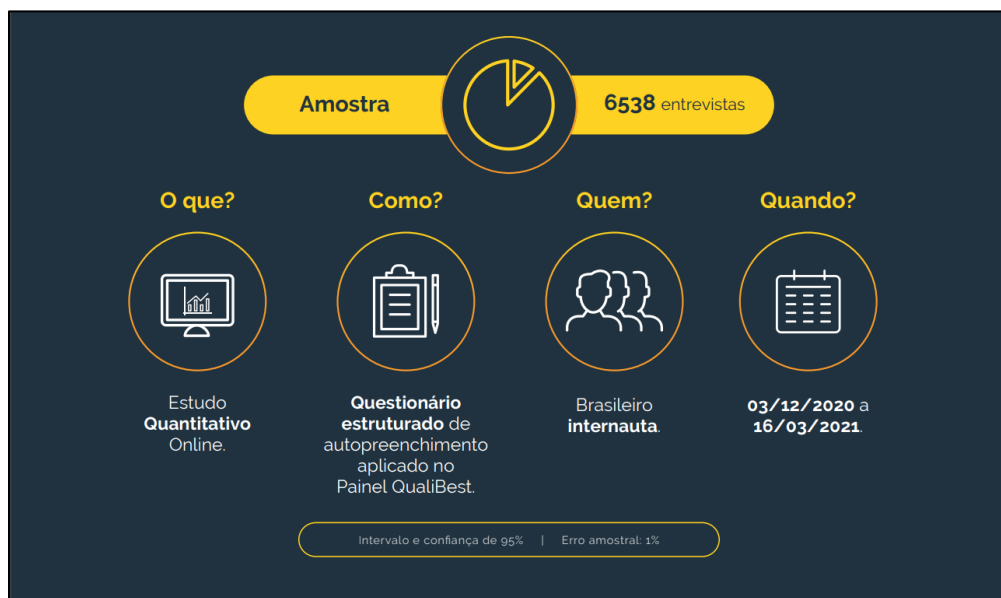 Amostra
6538 entrevistas
O que?
Como?
Quem?
Quando?
Estudo
Quantitativo
Online.
Questionário
estruturado de
autopreenchimento
aplicado no
Painel QualiBest.
Brasileiro
internauta.
03/12/2020 a
16/03/2021.
Intervalo e confiança de 95% | Erro amostral: 1%